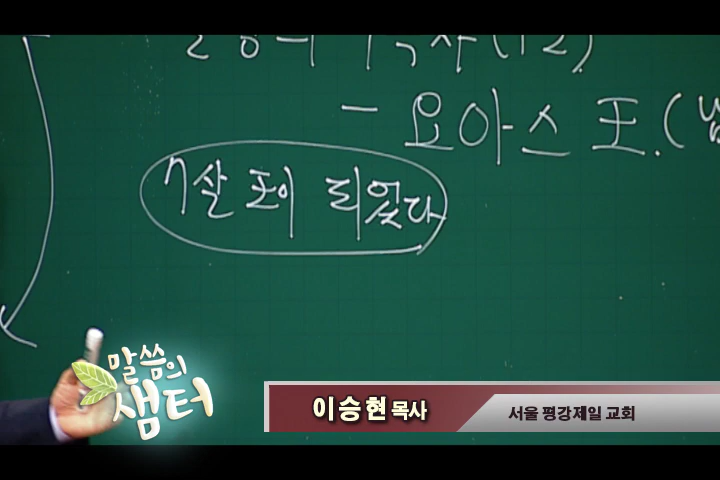 - 요아스 王.(남
7살 王이 되었다
말씀의
샘터
이승현 목사
서울 평강제일 교회